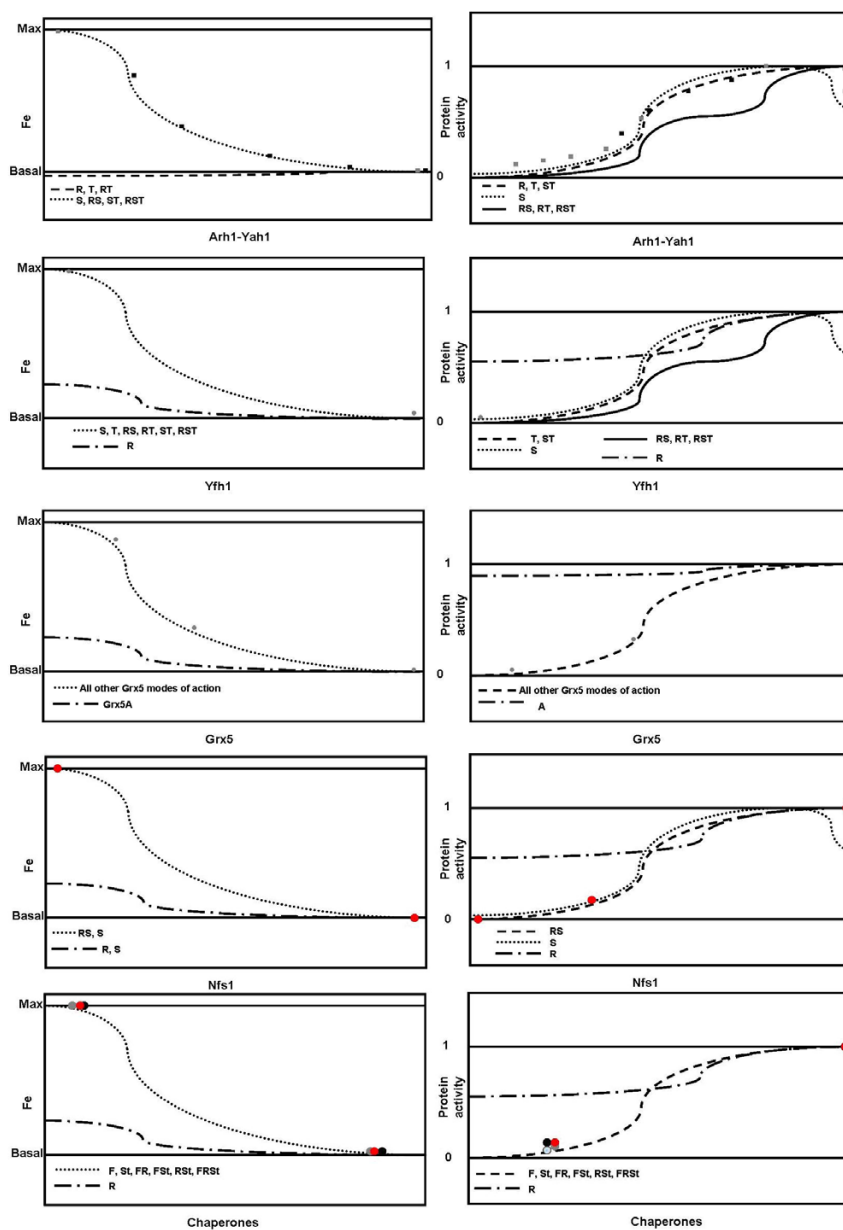 Max
Fe
Basal
R, T, RT
S, RS, ST, RST
Arh1-Yah1
1
Protein
activity
0
R, T, ST
S
RS, RT, RST
Arh1-Yah1
Max
Fe
Basal
S, T, RS, RT, ST, RST
R
Yfh1
1
Protein
activity
0
T, ST
S
RS, RT, RST
R
Yfh1
Max
Fe
Basal
All other Grx5 modes of action
Grx5A
Grx5
1
Protein
activity
0
All other Grx5 modes of action
A
Grx5
Max
Fe
Basal
RS, S
R, S
Nfs1
1
Protein
activity
0
RS
S
R
Nfs1
Max
Fe
Basal
F, St, FR, FSt, RSt, FRSt
R
Chaperones
1
Protein
activity
0
F, St, FR, FSt, RSt, FRSt
R
Chaperones